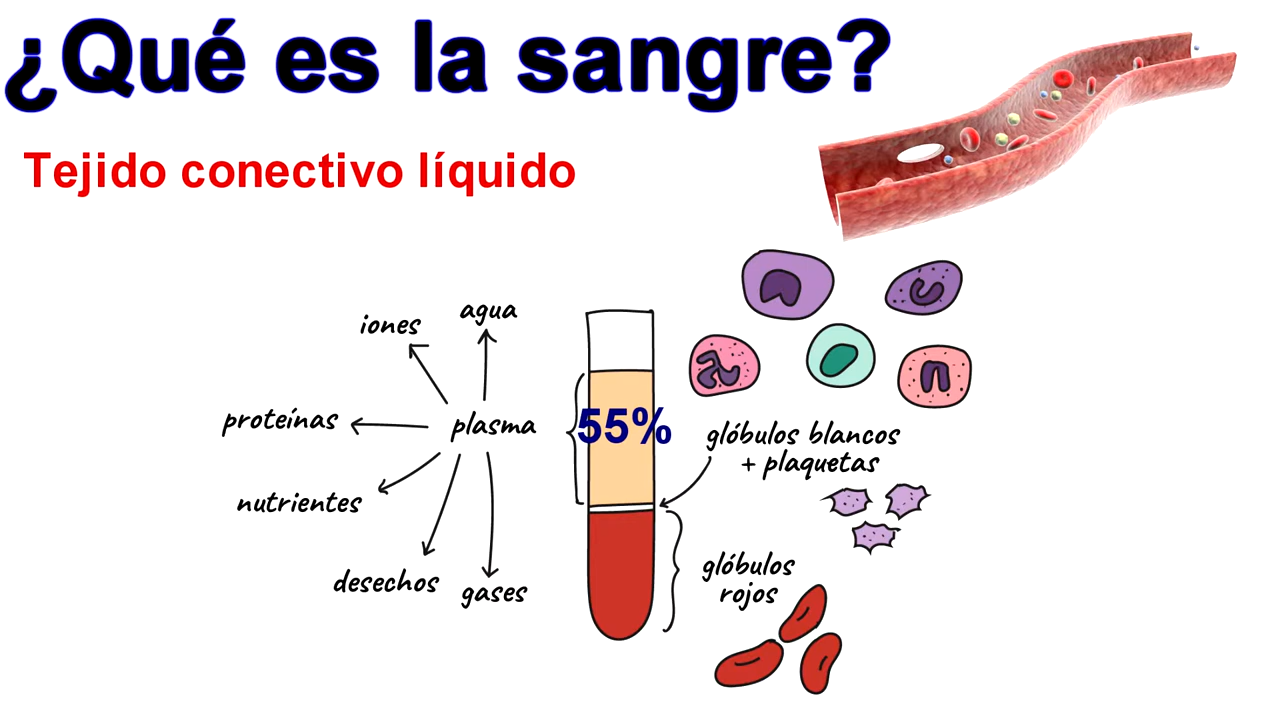 ¿Qué es la sangre?
Tejido conectivo líquido
iones
agua
proteínas
plasma
55%
nutrientes
desechos
gases
glóbulos blancos
+ plaquetas
glóbulos
rojos